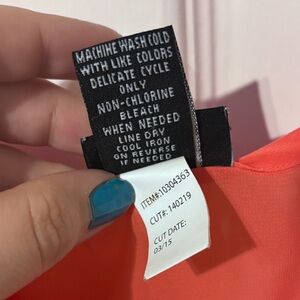 MACHINE WASH COLD
WITH LIKE COLORS
DELICATE CYCLE
ONLY
NON-CHLORINE
BLEACH
WHEN NEEDED
LINE DRY
COOL IRON
ON REVERSE
IF NEEDED
ITEM#:10304363
CUT#: 140219
CUT DATE:
03/15